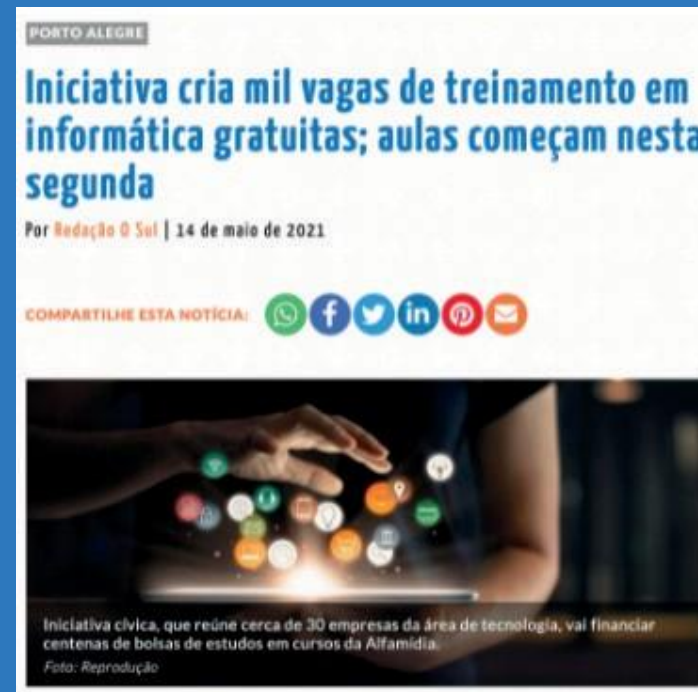 PORTO ALEGRE
Iniciativa cria mil vagas de treinamento em
informática gratuitas; aulas começam nesta
segunda
Por Redação O Sul | 14 de maio de 2021
COMPARTILHE ESTA NOTÍCIA:
Iniciativa cívica, que reúne cerca de 30 empresas da área de tecnologia, vai financiar
centenas de bolsas de estudos em cursos da Alfamídia.
Foto: Reprodução